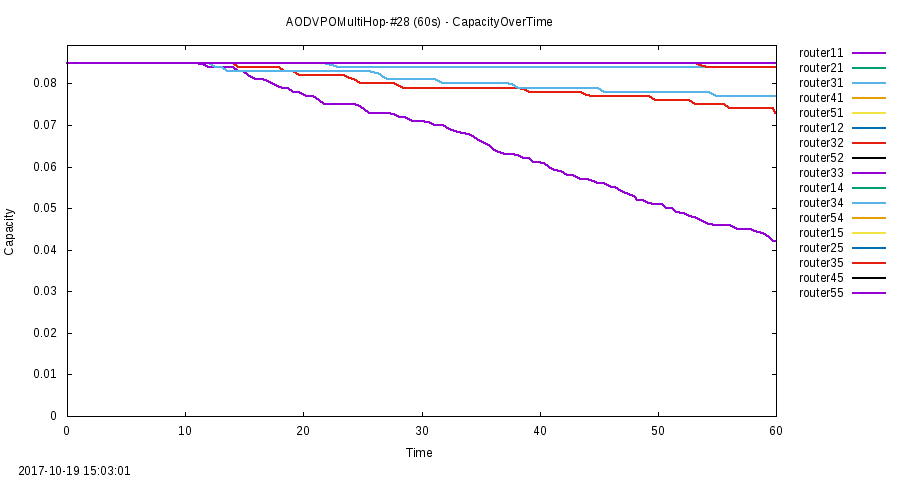 AODVPOMultiHop-#28 (60s) - CapacityOverTime
router11
router21
router31
router41
router51
router12
router32
router52
router33
router14
router34
router54
router15
router25
router35
router45
router55
Capacity
0.08
0.07
0.06
0.05
0.04
0.03
0.02
0.01
0
0 10 20 30 40 50 60
Time
2017-10-19 15:03:01